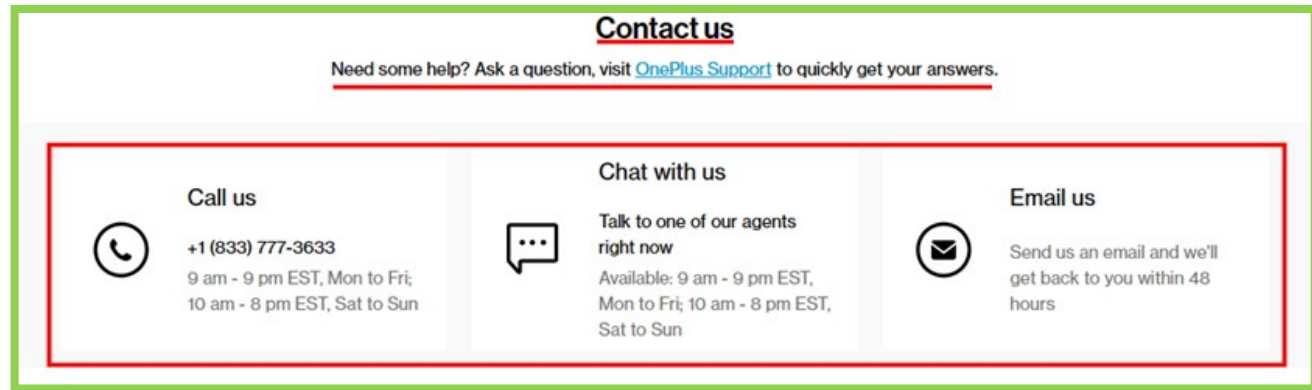 Contact us
Need some help? Ask a question, visit OnePlus Support to quickly get your answers.
Call us
+1 (833) 777-3633
9 am - 9 pm EST, Mon to Fri;
10 am - 8 pm EST, Sat to Sun
Chat with us
Talk to one of our agents
right now
Available: 9 am - 9 pm EST,
Mon to Fri; 10 am - 8 pm EST,
Sat to Sun
Email us
Send us an email and we'll
get back to you within 48
hours